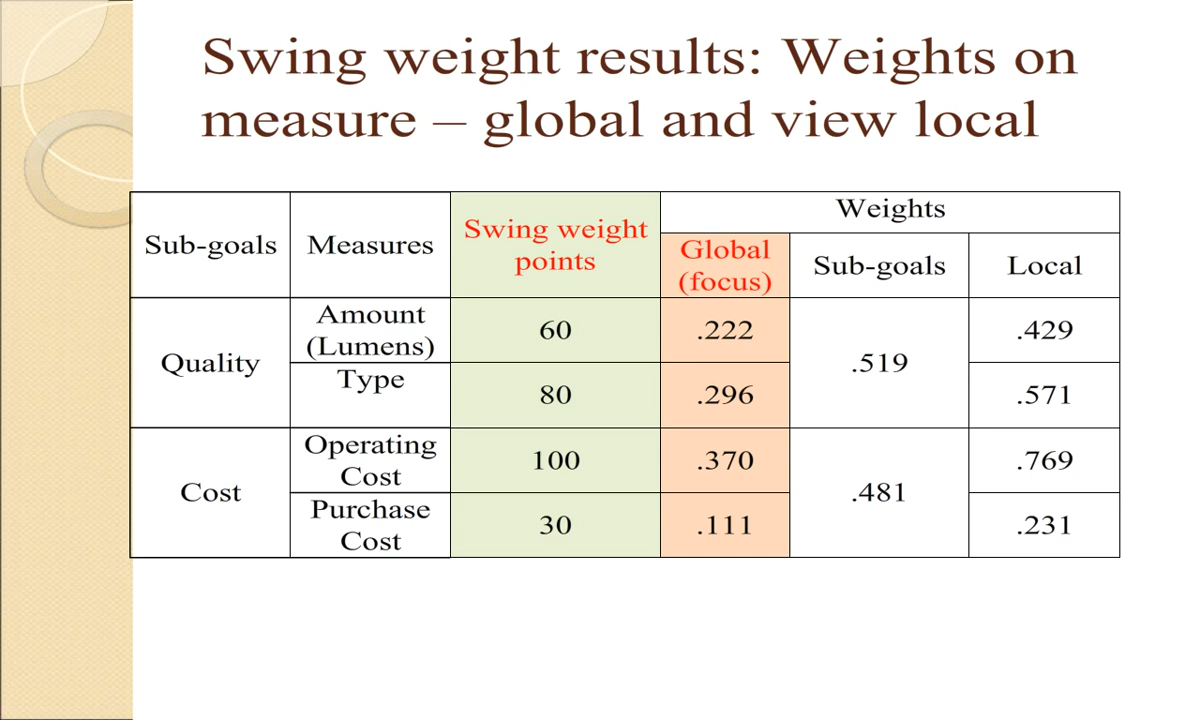 Swing weight results: Weights on
measure – global and view local
Sub-goals
Measures
Swing weight
points
Weights
Global
(focus)
Sub-goals
Local
Quality
Amount
(Lumens)
60
.222
.519
.429
Type
80
.296
.571
Cost
Operating
Cost
100
.370
.481
.769
Purchase
Cost
30
.111
.231